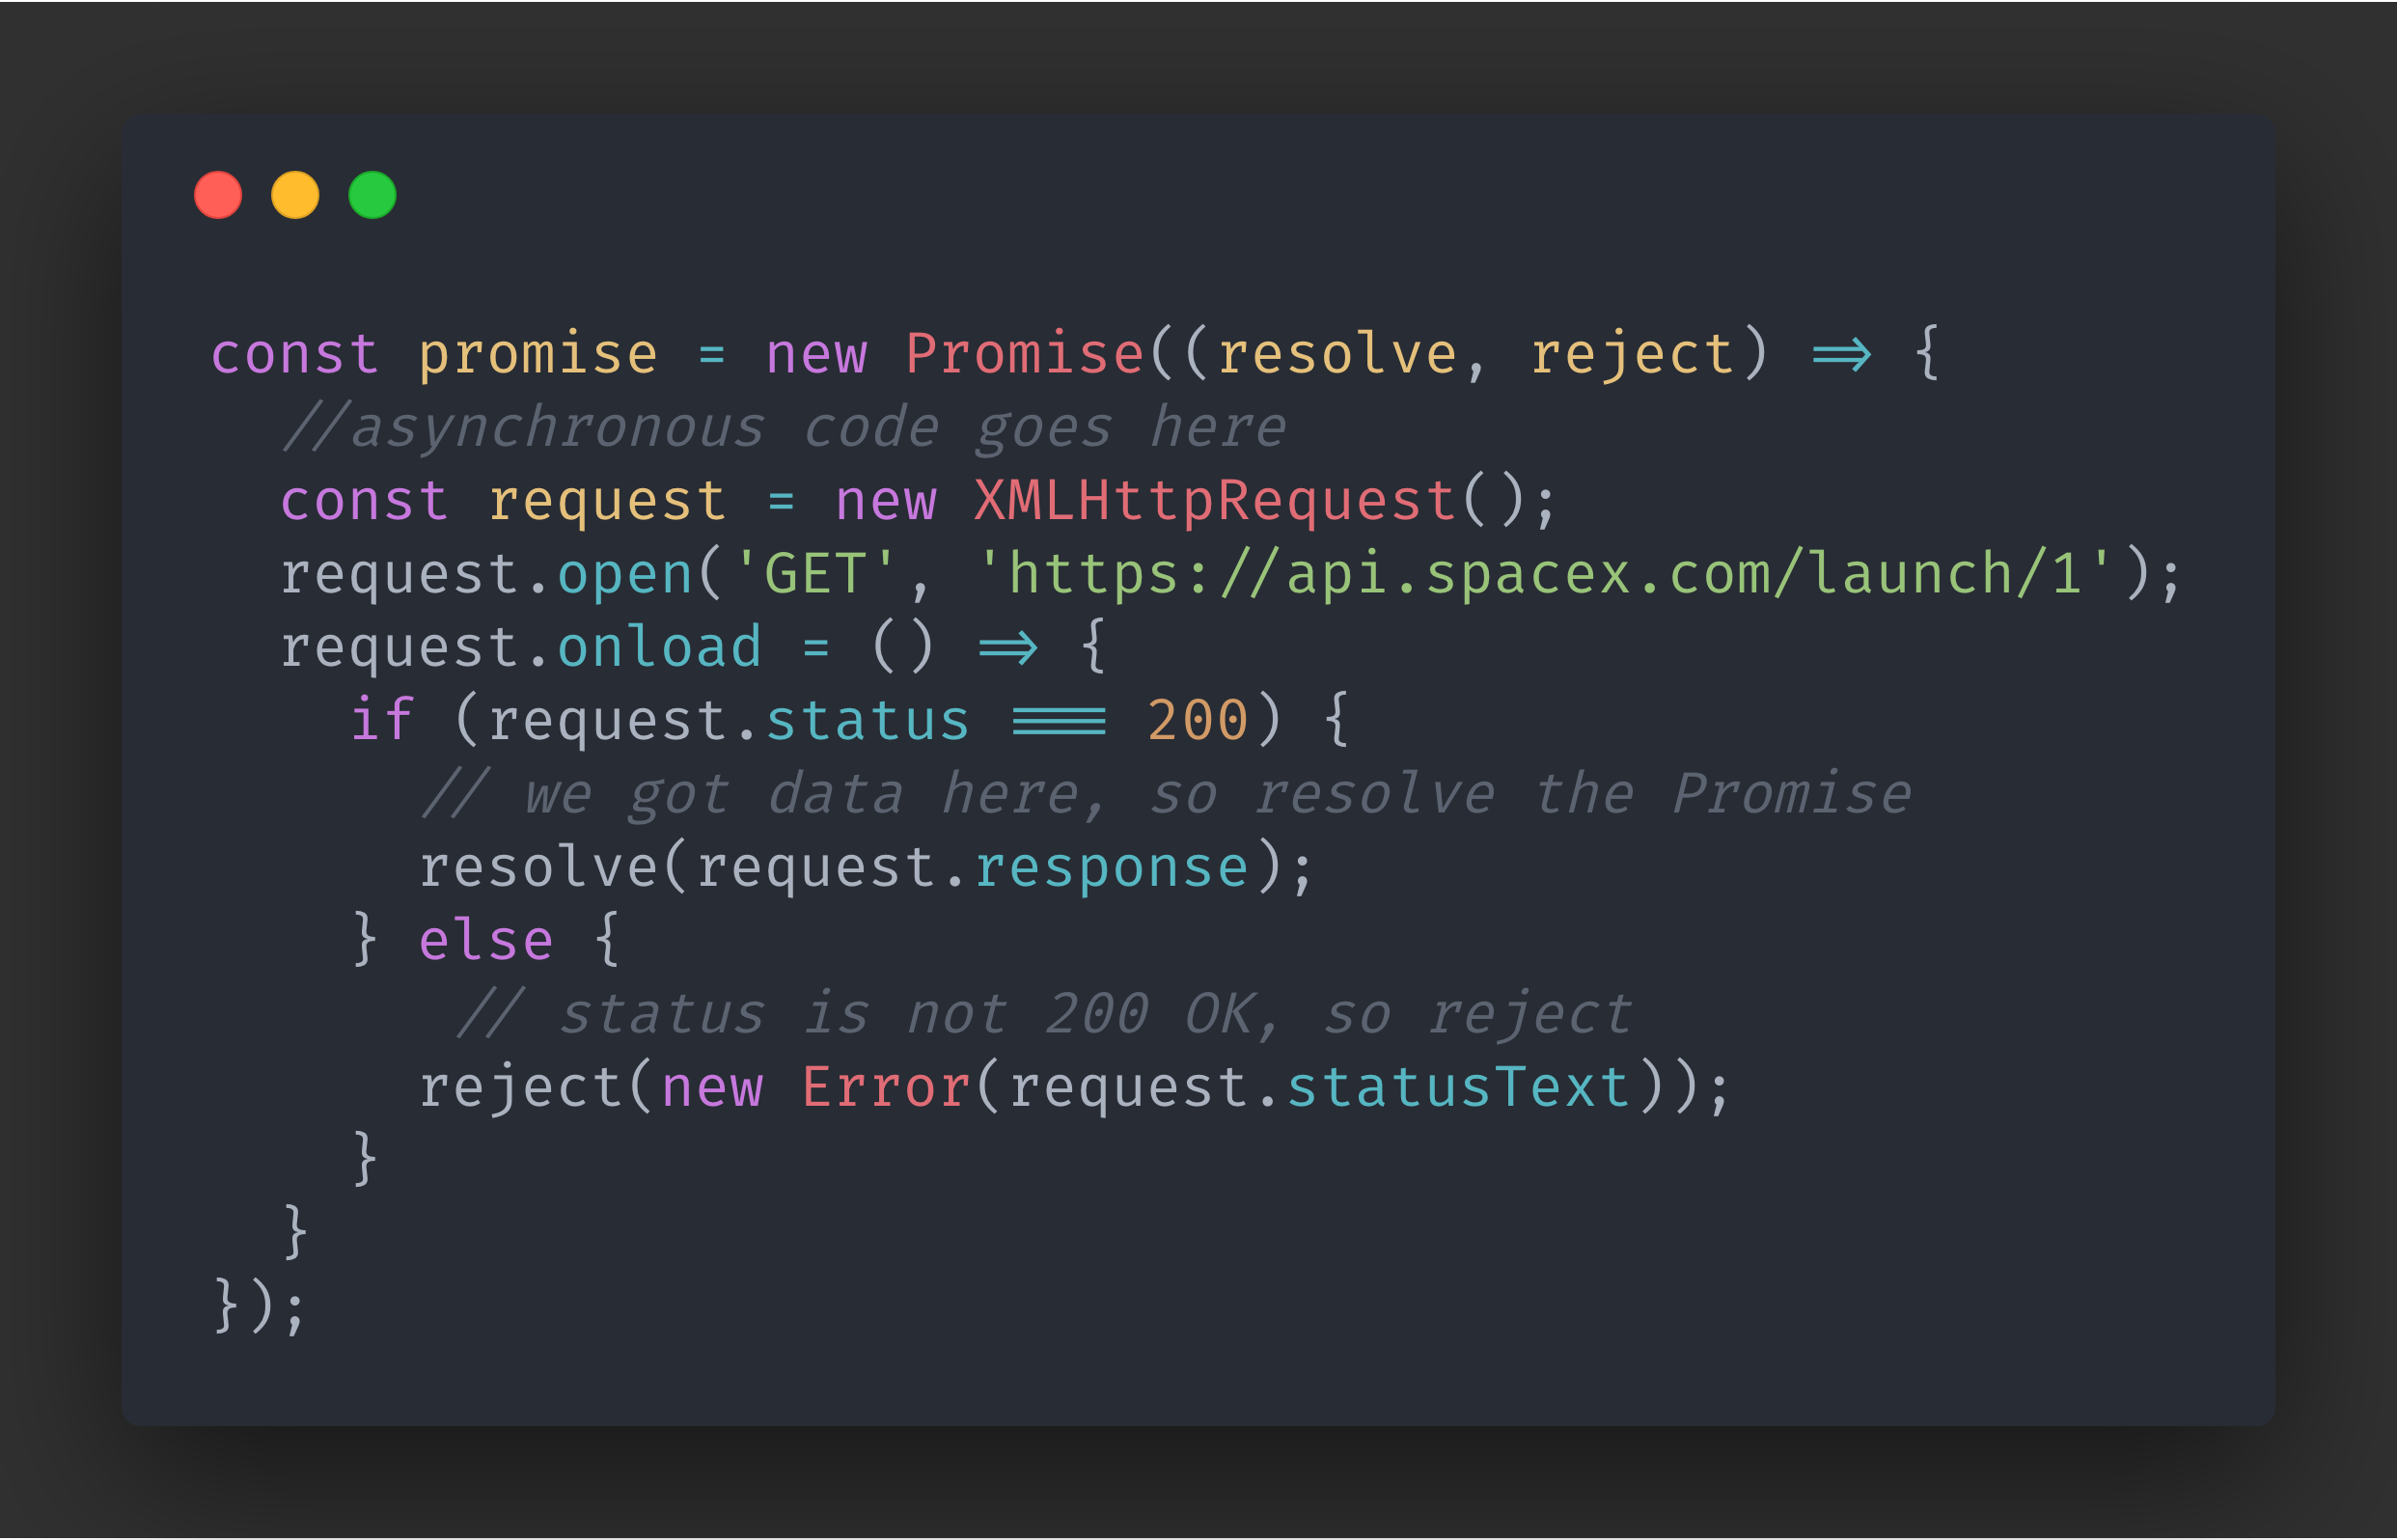 const promise = new Promise((resolve, reject) => {
  //asynchronous code goes here
  const request = new XMLHttpRequest();
  request.open('GET', 'https://api.spacex.com/launch/1');
  request.onload = () => {
    if (request.status === 200) {
      // we got data here, so resolve the Promise
      resolve(request.response);
    } else {
       // status is not 200 OK, so reject
      reject(new Error(request.statusText));
    }
  }
});